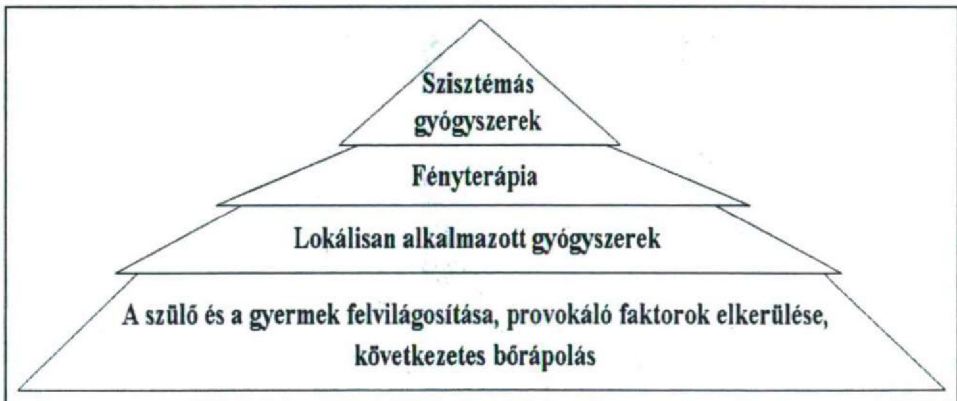 Szisztémás
gyógyszerek
Fényterápia
Lokálisan alkalmazott gyógyszerek
A szülő és a gyermek felvilágosítása, provokáló faktorok elkerülése,
következetes bőrápolás